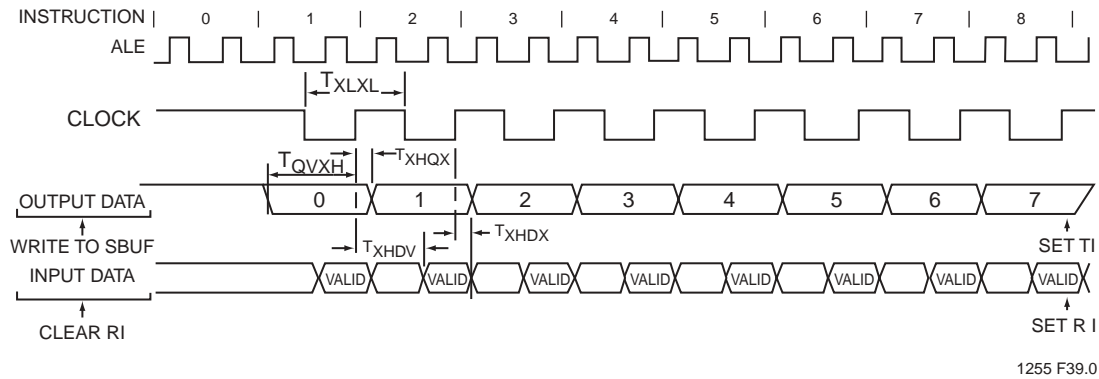 INSTRUCTION | 0 | 1 | 2 | 3 | 4 | 5 | 6 | 7 | 8 |
ALE
TXLXL
CLOCK
TQVXH TXHQX
OUTPUT DATA 0 1 2 3 4 5 6 7
WRITE TO SBUF TXHDV TXHDX SET TI
INPUT DATA VALID VALID VALID VALID VALID VALID VALID VALID
CLEAR RI SET R I
1255 F39.0